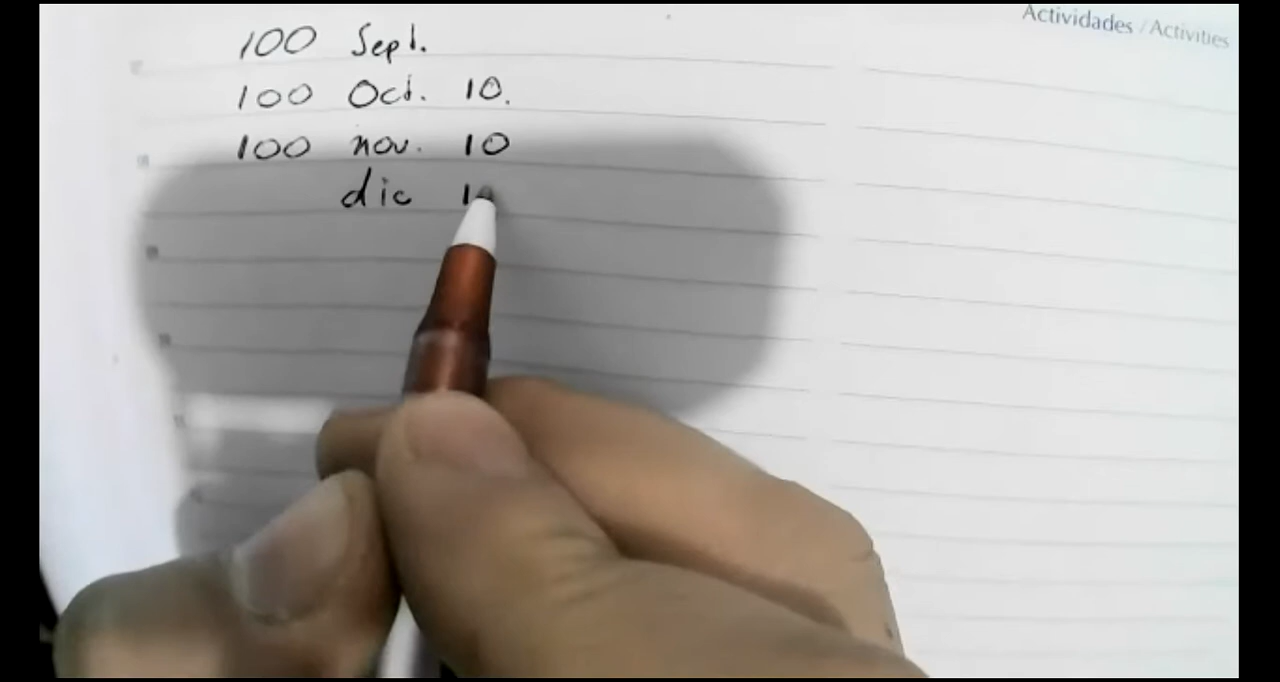 Actividades / Activities
100 Sept.
100 Oct. 10.
100 nov. 10
dic